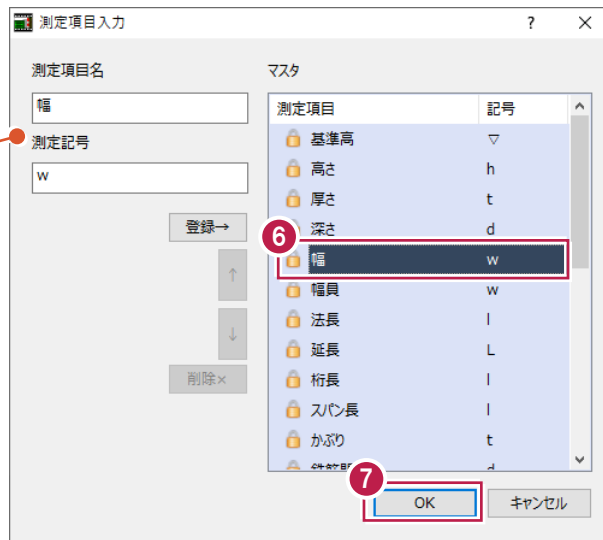 測定項目入力 ? ×
測定項目名
幅
測定記号
w
登録→
↑
↓
削除×
マスタ
測定項目 記号
基準高 ▽
高さ h
厚さ t
深さ d
6
幅 w
幅員 w
法長 l
延長 L
桁長 l
スパン長 l
かぶり t
7
OK キャンセル